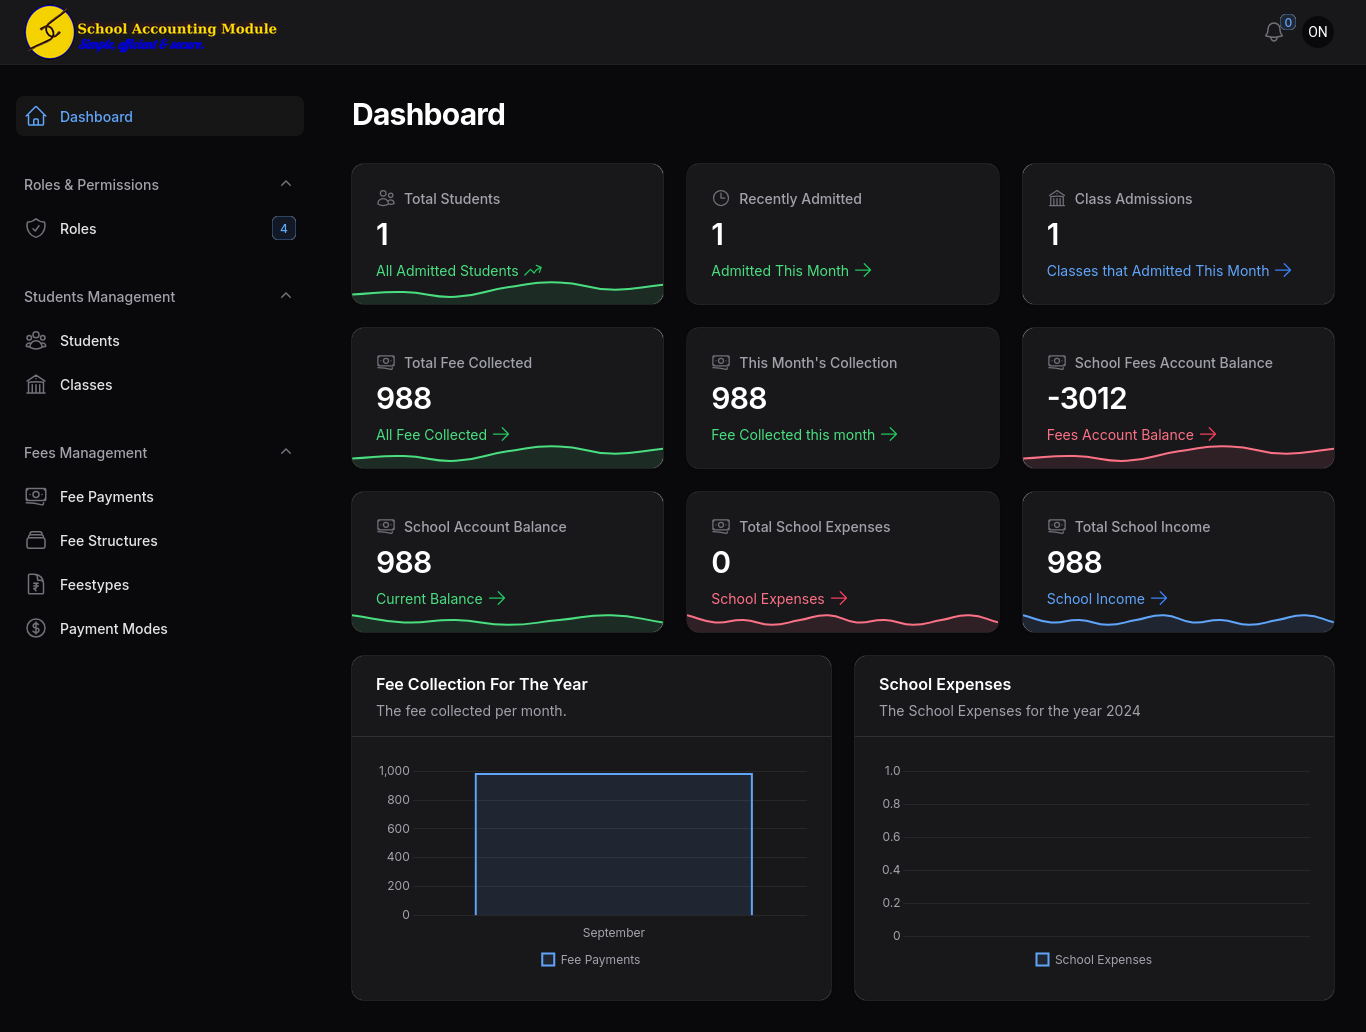 School Accounting Module
Simple, efficient & secure.
0
ON
Dashboard
Roles & Permissions
Roles
4
Students Management
Students
Classes
Fees Management
Fee Payments
Fee Structures
Feestypes
Payment Modes
Dashboard
Total Students
1
All Admitted Students
Recently Admitted
1
Admitted This Month
Class Admissions
1
Classes that Admitted This Month
Total Fee Collected
988
All Fee Collected
This Month's Collection
988
Fee Collected this month
School Fees Account Balance
-3012
Fees Account Balance
School Account Balance
988
Current Balance
Total School Expenses
0
School Expenses
Total School Income
988
School Income
Fee Collection For The Year
The fee collected per month.
1,000
800
600
400
200
0
September
Fee Payments
School Expenses
The School Expenses for the year 2024
1.0
0.8
0.6
0.4
0.2
0
School Expenses